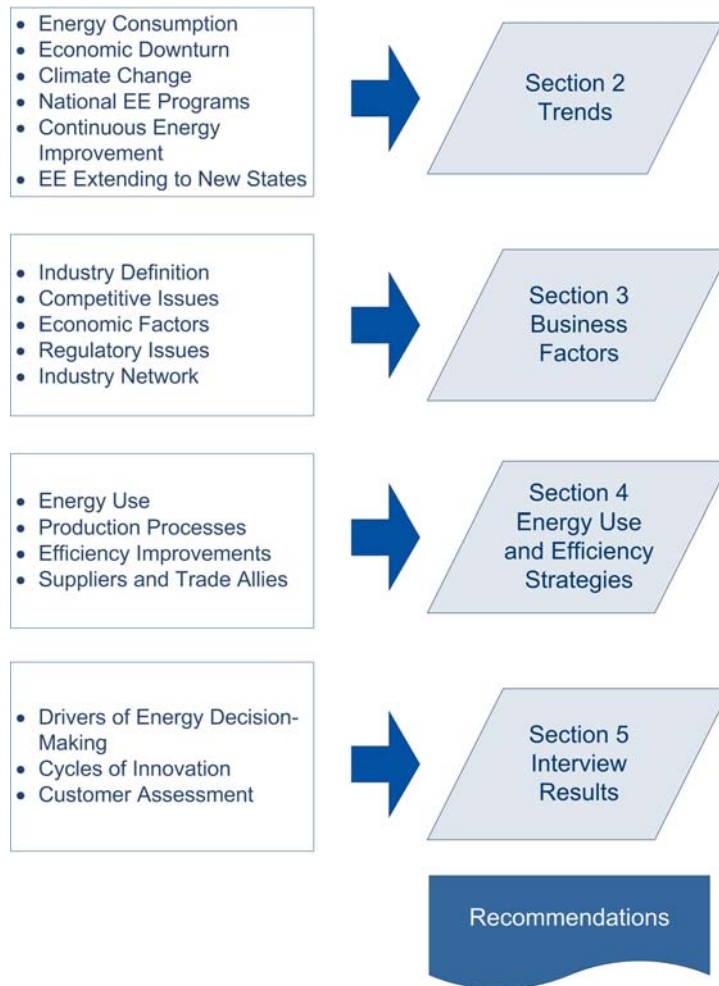 • Energy Consumption
• Economic Downturn
• Climate Change
• National EE Programs
• Continuous Energy
Improvement
• EE Extending to New States
Section 2
Trends
• Industry Definition
• Competitive Issues
• Economic Factors
• Regulatory Issues
• Industry Network
Section 3
Business
Factors
• Energy Use
• Production Processes
• Efficiency Improvements
• Suppliers and Trade Allies
Section 4
Energy Use
and Efficiency
Strategies
• Drivers of Energy Decision-
Making
• Cycles of Innovation
• Customer Assessment
Section 5
Interview
Results
Recommendations